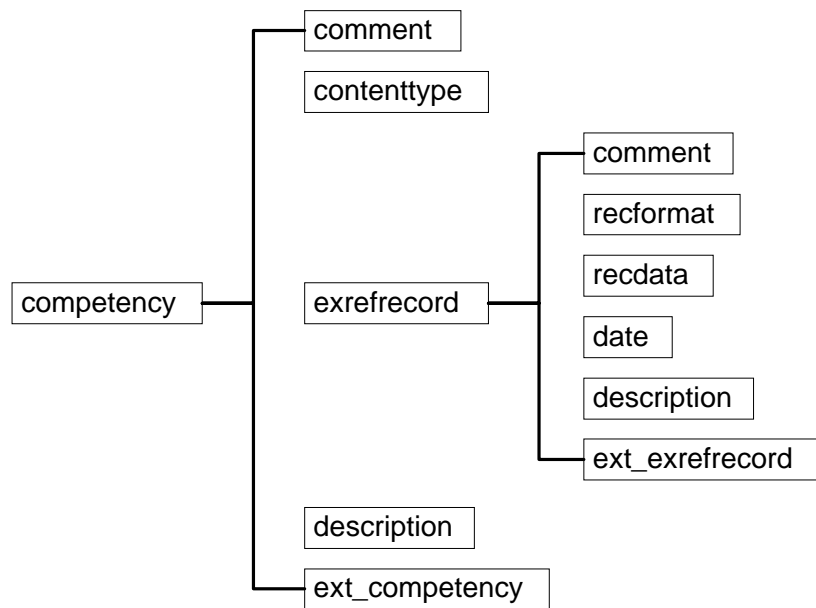 comment
contenttype
comment
recformat
recdata
competency
exrefrecord
date
description
ext_exrefrecord
description
ext_competency